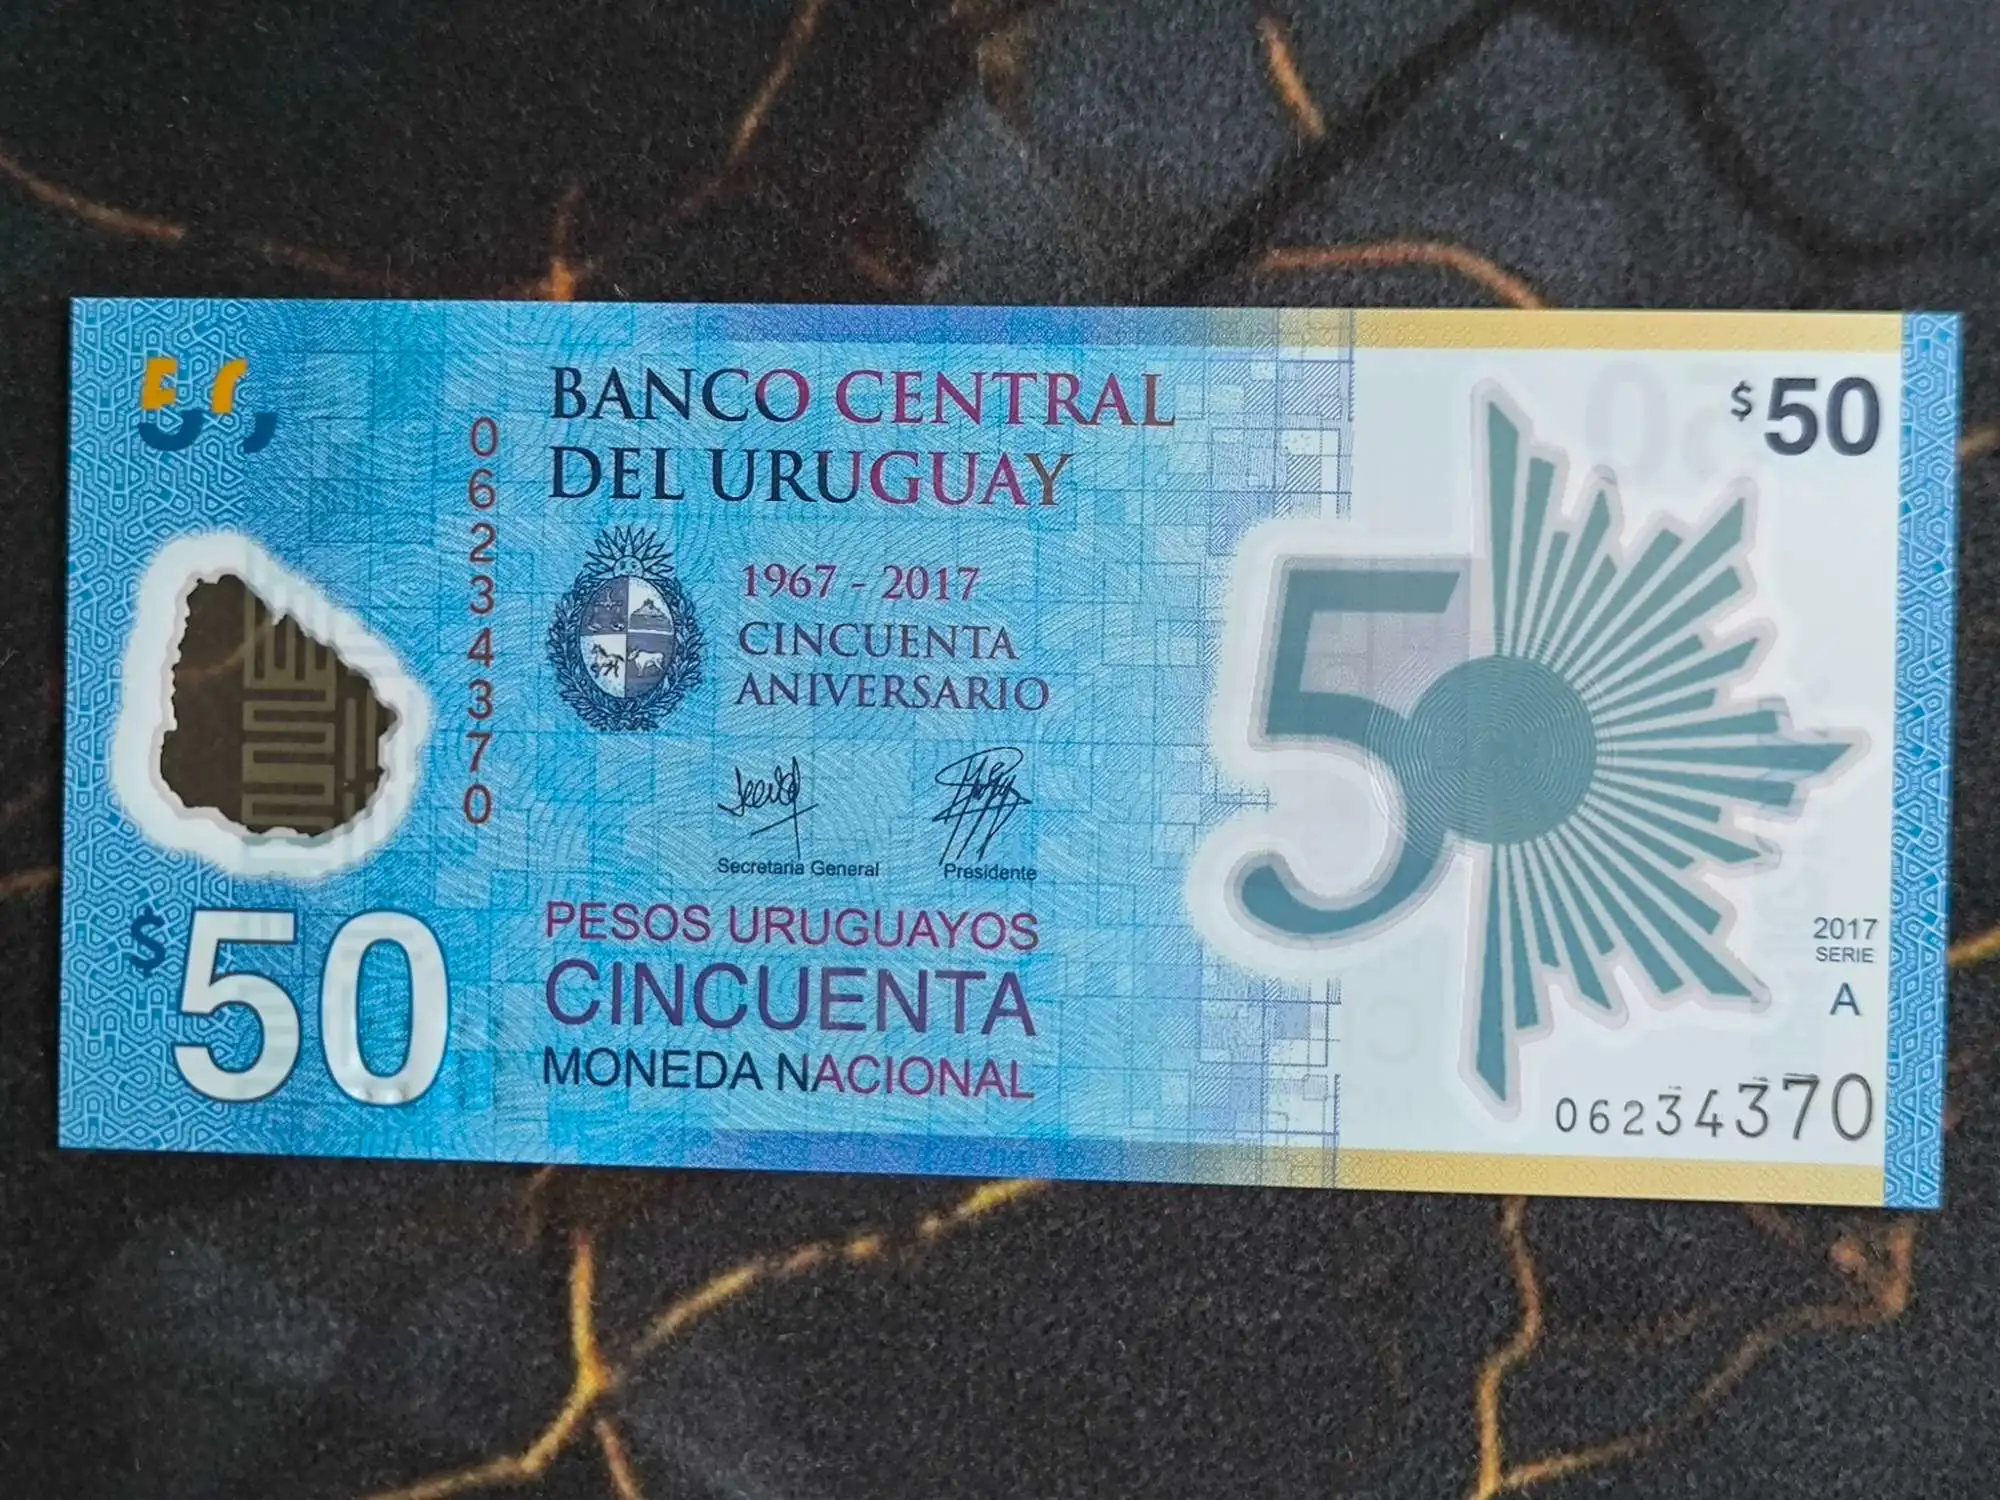 BANCO CENTRAL
DEL URUGUAY
$50
06234370
1967 - 2017
CINCUENTA
ANIVERSARIO
50
Secretaria General
Presidente
$50
PESOS URUGUAYOS
CINCUENTA
MONEDA NACIONAL
2017
SERIE
A
06234370